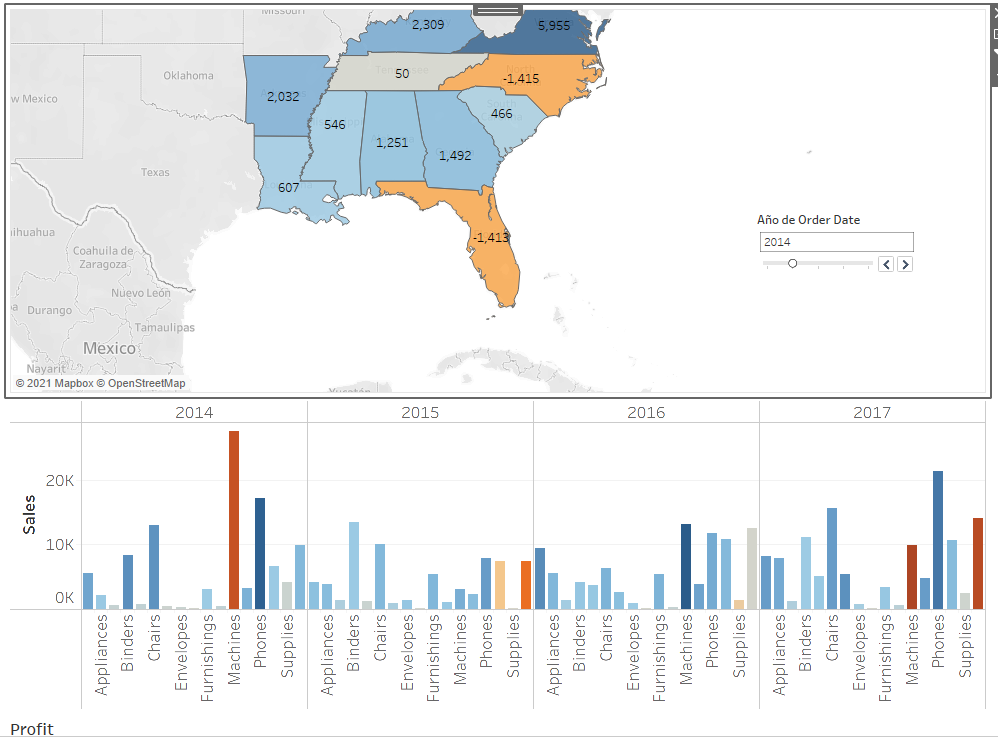 Missouri
2,309
5,955
Oklahoma
50
-1,415
w Mexico
2,032
546
466
1,251
1,492
Texas
607
Año de Order Date
ihuahua
-1,413
2014
Coahuila de
Zaragoza
Nuevo León
Durango
Tamaulipas
Mexico
Nayarit
© 2021 Mapbox © OpenStreetMap
Yucatán
2014 2015 2016 2017
Sales
20K
10K
0K
Appliances Binders Chairs Envelopes Furnishings Machines Phones Supplies Appliances Binders Chairs Envelopes Furnishings Machines Phones Supplies Appliances Binders Chairs Envelopes Furnishings Machines Phones Supplies Appliances Binders Chairs Envelopes Furnishings Machines Phones Supplies
Profit